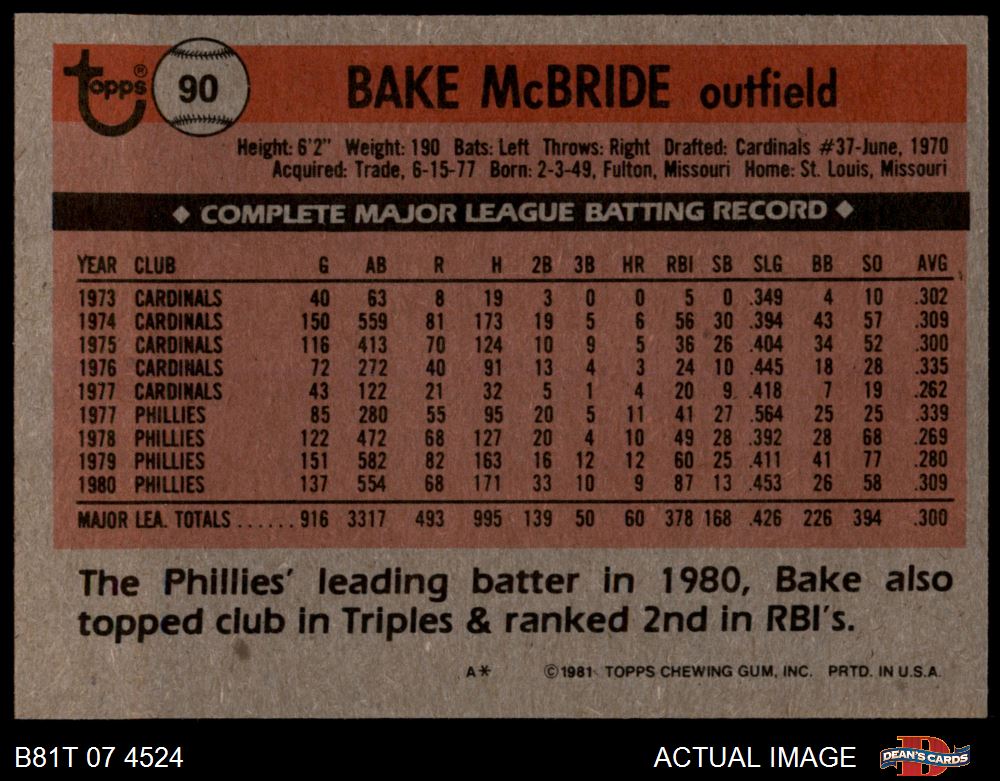 topps® 90 BAKE McBRIDE outfield
Height: 6'2" Weight: 190 Bats: Left Throws: Right Drafted: Cardinals #37-June, 1970
Acquired: Trade, 6-15-77 Born: 2-3-49, Fulton, Missouri Home: St. Louis, Missouri
◆ COMPLETE MAJOR LEAGUE BATTING RECORD ◆
YEAR CLUB G AB R H 2B 3B HR RBI SB SLG BB SO AVG
1973 CARDINALS 40 63 8 19 3 0 0 5 0 .349 4 10 .302
1974 CARDINALS 150 559 81 173 19 5 6 56 30 .394 43 57 .309
1975 CARDINALS 116 413 70 124 10 9 5 36 26 .404 34 52 .300
1976 CARDINALS 72 272 40 91 13 4 3 24 10 .445 18 28 .335
1977 CARDINALS 43 122 21 32 5 1 4 20 9 .418 7 19 .262
1977 PHILLIES 85 280 55 95 20 5 11 41 27 .564 25 25 .339
1978 PHILLIES 122 472 68 127 20 4 10 49 28 .392 28 68 .269
1979 PHILLIES 151 582 82 163 16 12 12 60 25 .411 41 77 .280
1980 PHILLIES 137 554 68 171 33 10 9 87 13 .453 26 58 .309
MAJOR LEA. TOTALS ...... 916 3317 493 995 139 50 60 378 168 .426 226 394 .300
The Phillies' leading batter in 1980, Bake also
topped club in Triples & ranked 2nd in RBI's.
A* ©1981 TOPPS CHEWING GUM, INC. PRTD. IN U.S.A.
B81T 07 4524 ACTUAL IMAGE DEAN'S CARDS